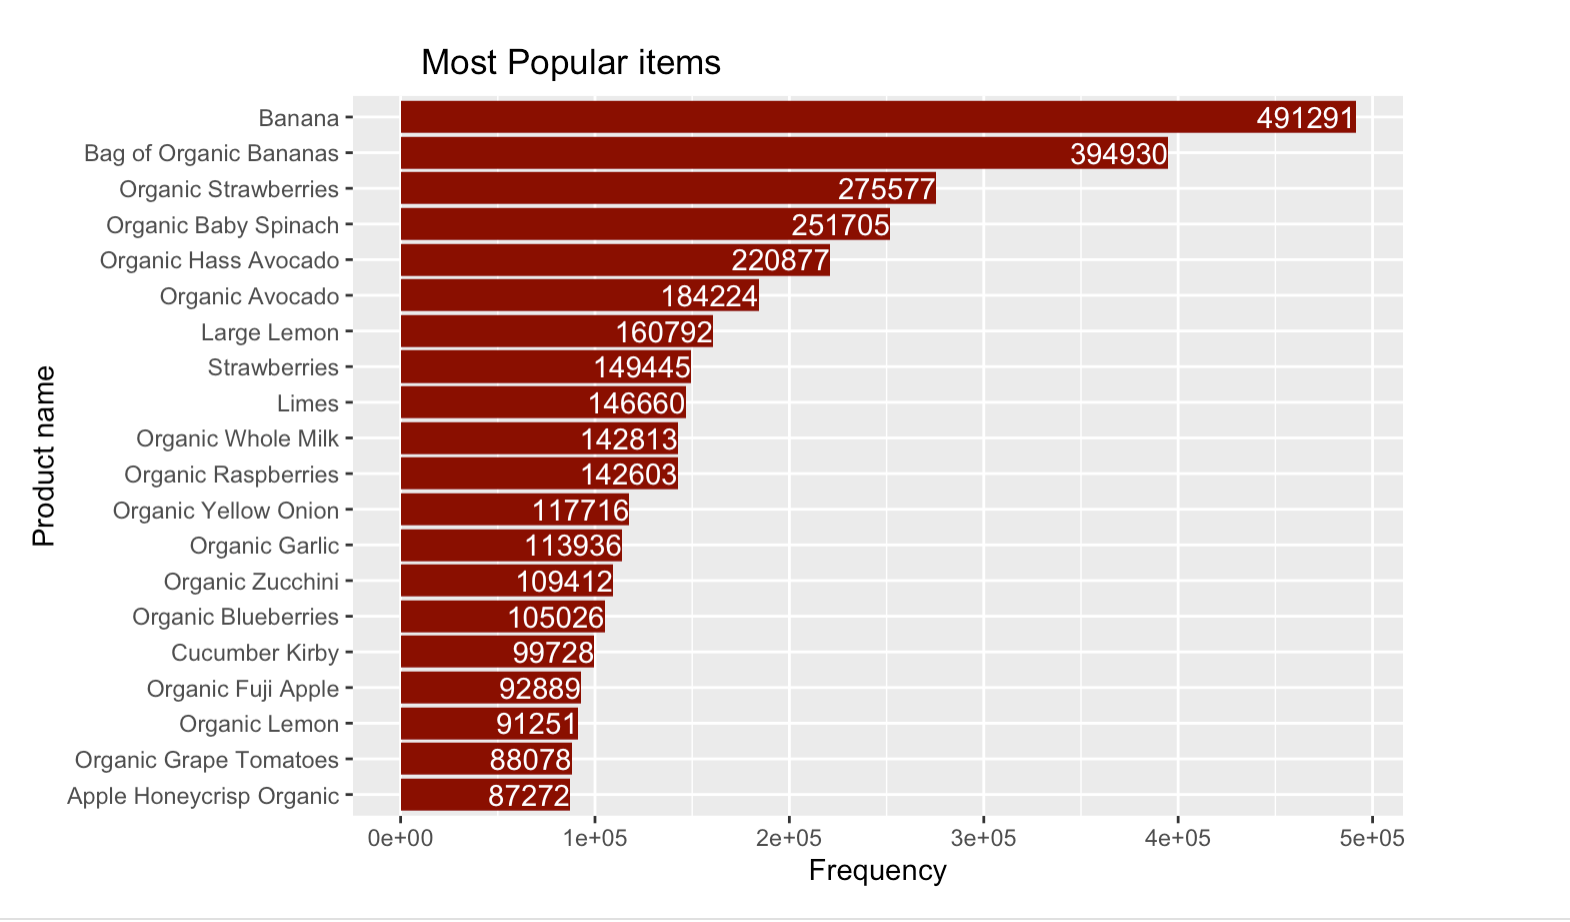 Most Popular items
Product name
Banana 491291
Bag of Organic Bananas 394930
Organic Strawberries 275577
Organic Baby Spinach 251705
Organic Hass Avocado 220877
Organic Avocado 184224
Large Lemon 160792
Strawberries 149445
Limes 146660
Organic Whole Milk 142813
Organic Raspberries 142603
Organic Yellow Onion 117716
Organic Garlic 113936
Organic Zucchini 109412
Organic Blueberries 105026
Cucumber Kirby 99728
Organic Fuji Apple 92889
Organic Lemon 91251
Organic Grape Tomatoes 88078
Apple Honeycrisp Organic 87272
0e+00 1e+05 2e+05 3e+05 4e+05 5e+05
Frequency